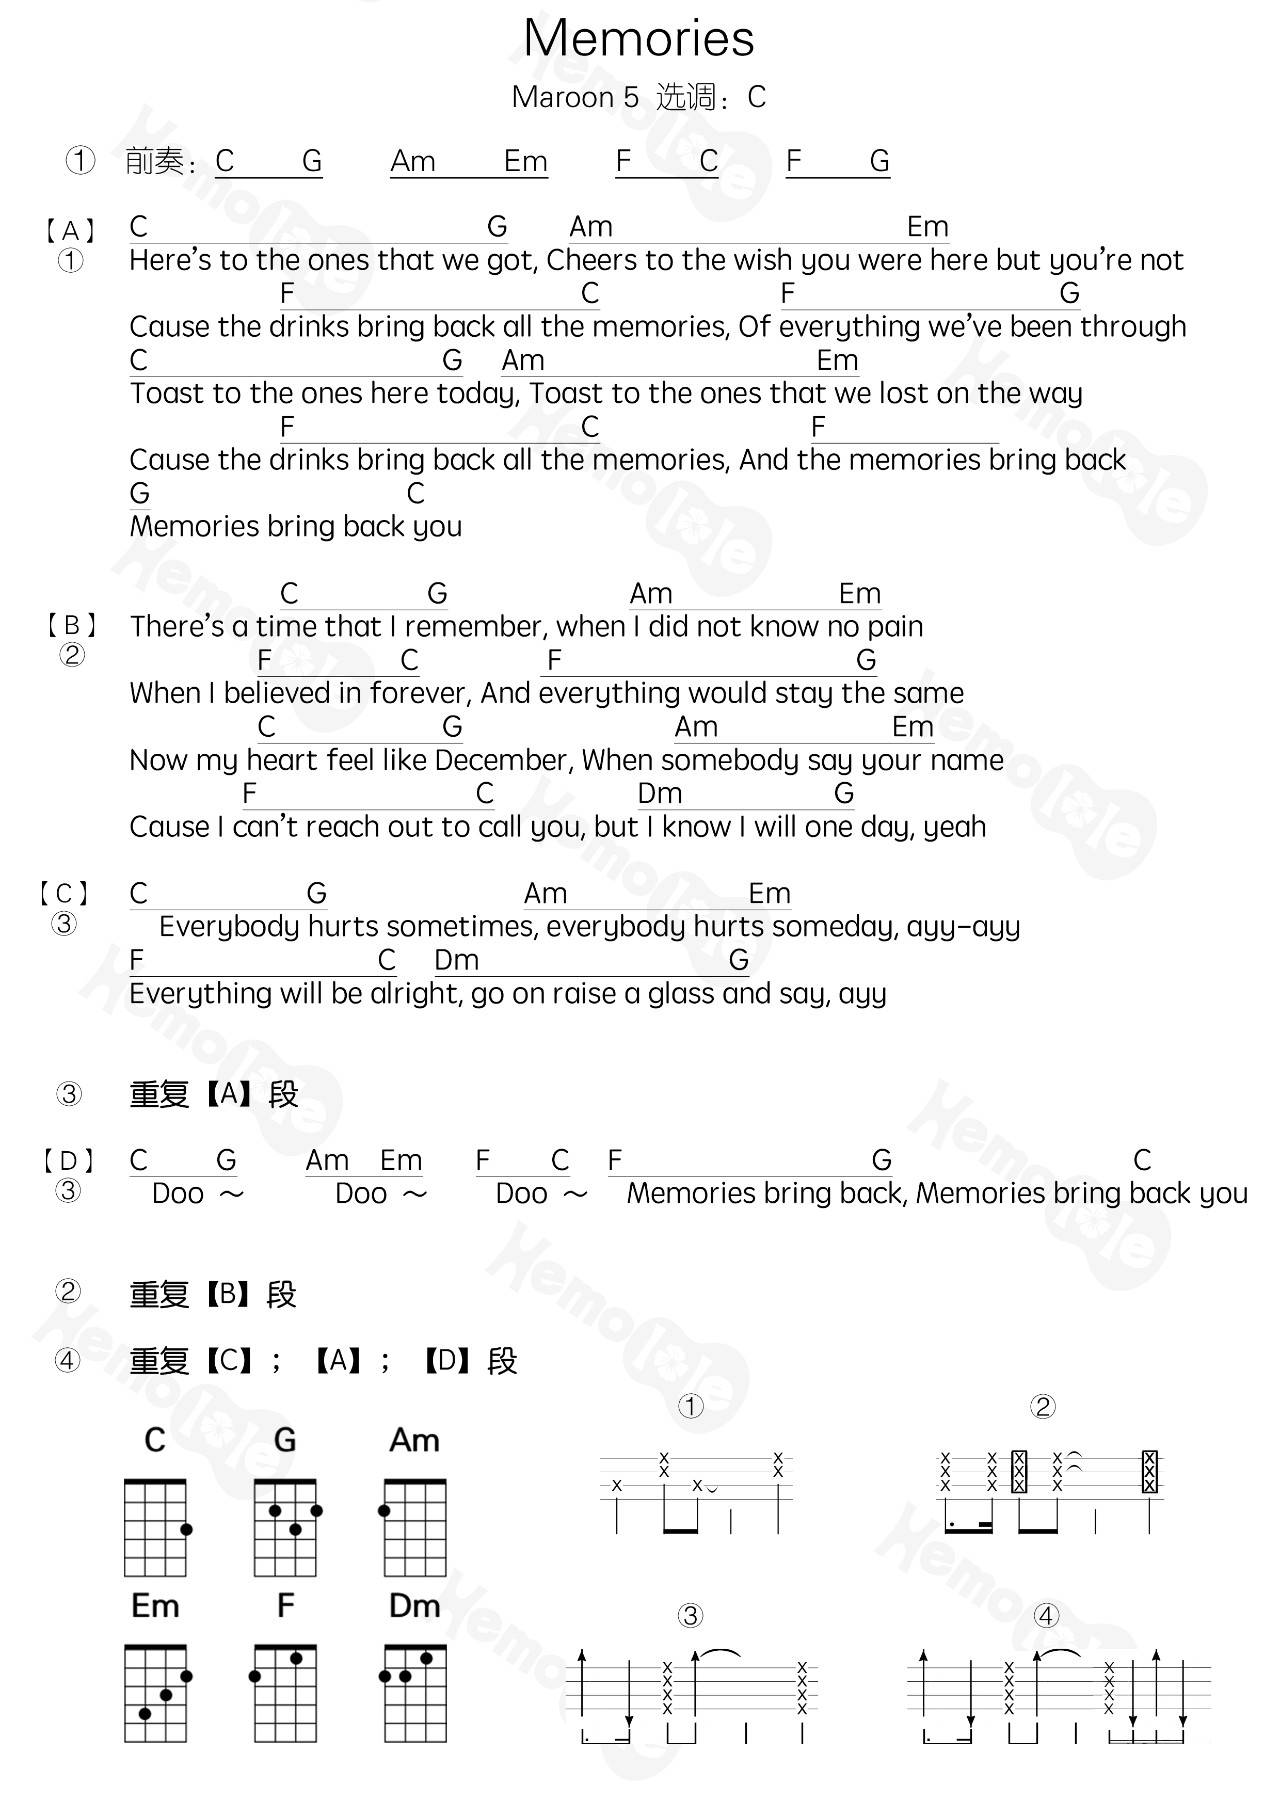 Memories
Maroon 5 选调：C
① 前奏：C G Am Em F C F G
【A】 C G Am Em
① Here's to the ones that we got, Cheers to the wish you were here but you're not
F C F G
Cause the drinks bring back all the memories, Of everything we've been through
C G Am Em
Toast to the ones here today, Toast to the ones that we lost on the way
F C F
Cause the drinks bring back all the memories, And the memories bring back
G C
Memories bring back you
C G Am Em
【B】 There's a time that I remember, when I did not know no pain
② F C F G
When I believed in forever, And everything would stay the same
C G Am Em
Now my heart feel like December, When somebody say your name
F C Dm G
Cause I can't reach out to call you, but I know I will one day, yeah
【C】 C G Am Em
③ Everybody hurts sometimes, everybody hurts someday, ayy-ayy
F C Dm G
Everything will be alright, go on raise a glass and say, ayy
③ 重复【A】段
【D】 C G Am Em F C F G C
③ Doo ～ Doo ～ Doo ～ Memories bring back, Memories bring back you
② 重复【B】段
④ 重复【C】；【A】；【D】段
① ②
C G Am
Em F Dm
③ ④
Hemolele